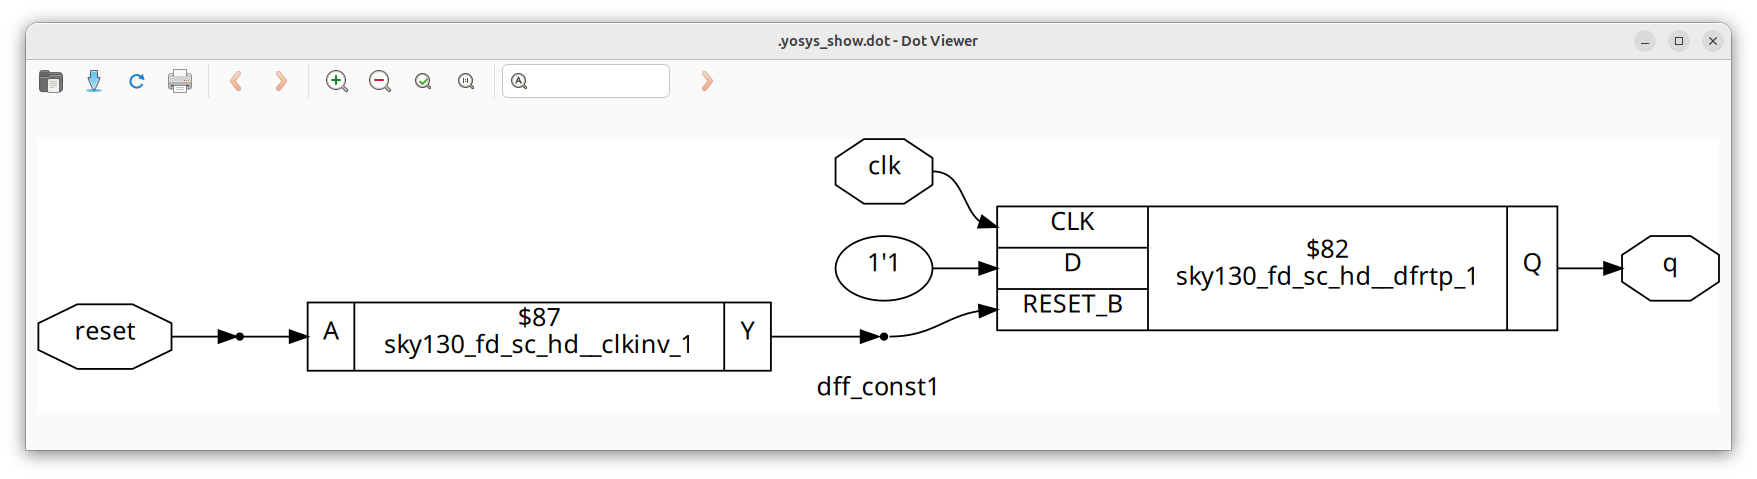 .yosys_show.dot - Dot Viewer
clk
CLK
1'1
D
$82
sky130_fd_sc_hd__dfrtp_1
Q
q
RESET_B
reset
A
$87
sky130_fd_sc_hd__clkinv_1
Y
dff_const1